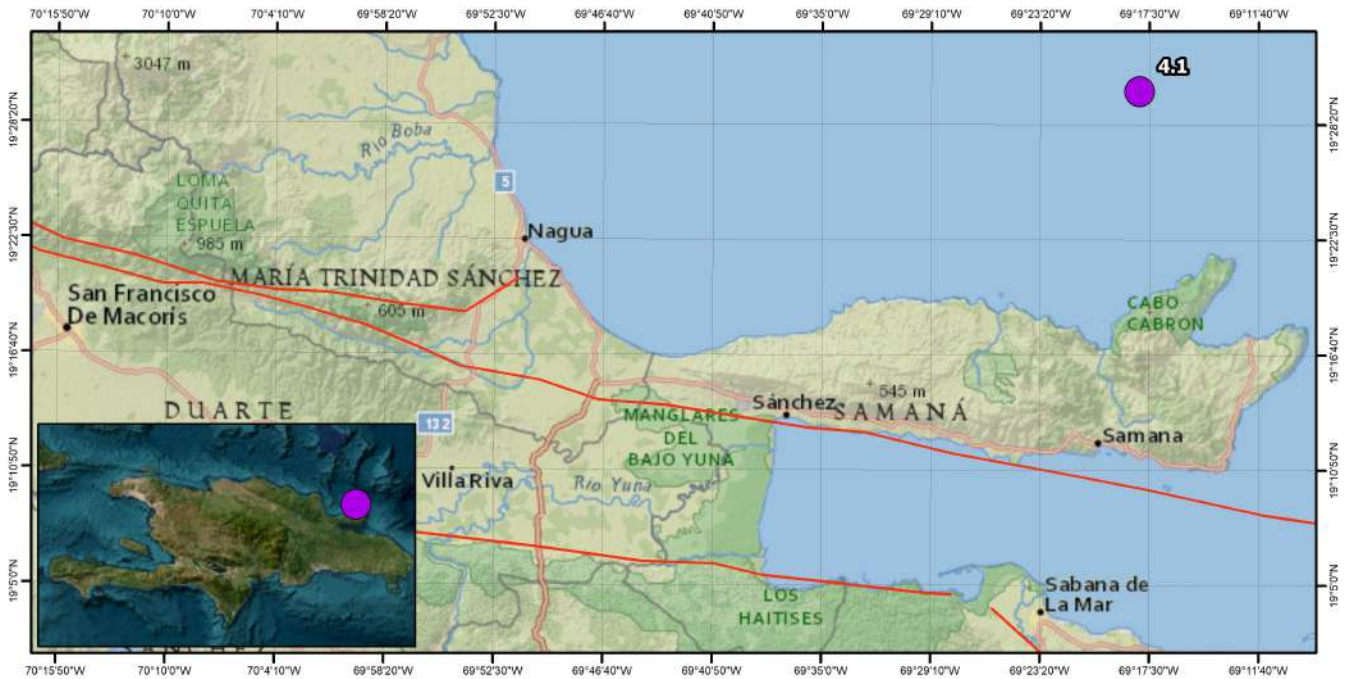 70°15'50"W 70°10'0"W 70°4'10"W 69°58'20"W 69°52'30"W 69°46'40"W 69°40'50"W 69°35'0"W 69°29'10"W 69°23'20"W 69°17'30"W 69°11'40"W
3047 m
4.1
19°28'20"N
19°28'20"N
Rio Boba
LOMA
QUITA
ESPUELA
5
985 m
Nagua
19°22'30"N
19°22'30"N
MARÍA TRINIDAD SÁNCHEZ
San Francisco
De Macorís
605 m
CABO
CABRON
19°16'40"N
19°16'40"N
545 m
DUARTE
Sánchez
SAMANÁ
132
MANGLARES
DEL
BAJO YUNA
Samana
19°10'50"N
19°10'50"N
Villa Riva
Río Yuna
19°5'0"N
19°5'0"N
LOS
HAITISES
Sabana de
La Mar
70°15'50"W 70°10'0"W 70°4'10"W 69°58'20"W 69°52'30"W 69°46'40"W 69°40'50"W 69°35'0"W 69°29'10"W 69°23'20"W 69°17'30"W 69°11'40"W